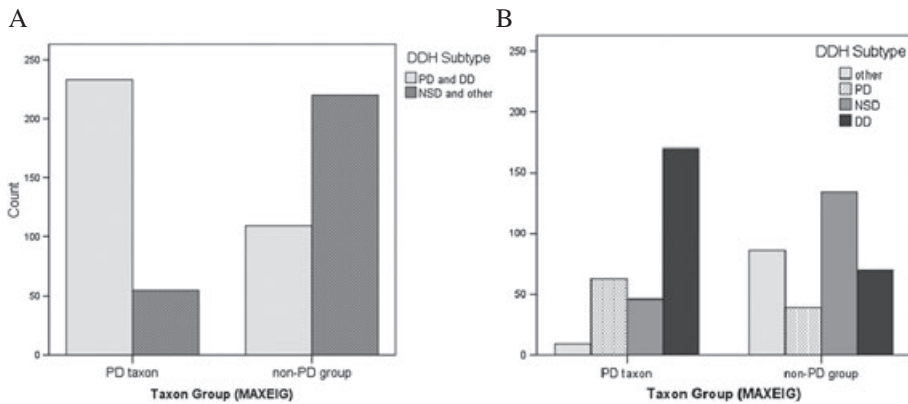 A
DDH Subtype
PD and DD
NSD and other
250
200
150
100
50
0
Count
PD taxon
non-PD group
Taxon Group (MAXEIG)
B
DDH Subtype
other
PD
NSD
DD
250
200
150
100
50
0
PD taxon
non-PD group
Taxon Group (MAXEIG)